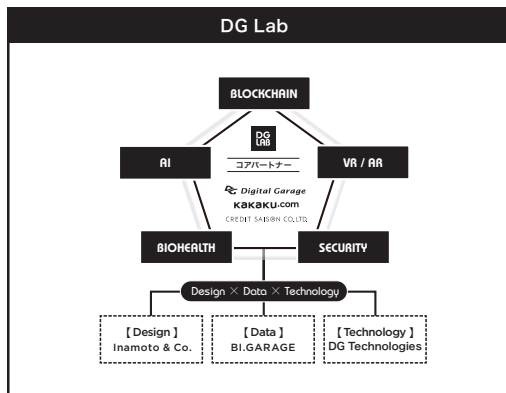 DG Lab
BLOCKCHAIN
DG
LAB
AI
コアパートナー
VR / AR
Digital Garage
kakaku.com
CREDIT SAISON CO.,LTD.
BIOHEALTH
SECURITY
Design × Data × Technology
【 Design 】
Inamoto & Co.
【 Data 】
BI.GARAGE
【 Technology 】
DG Technologies